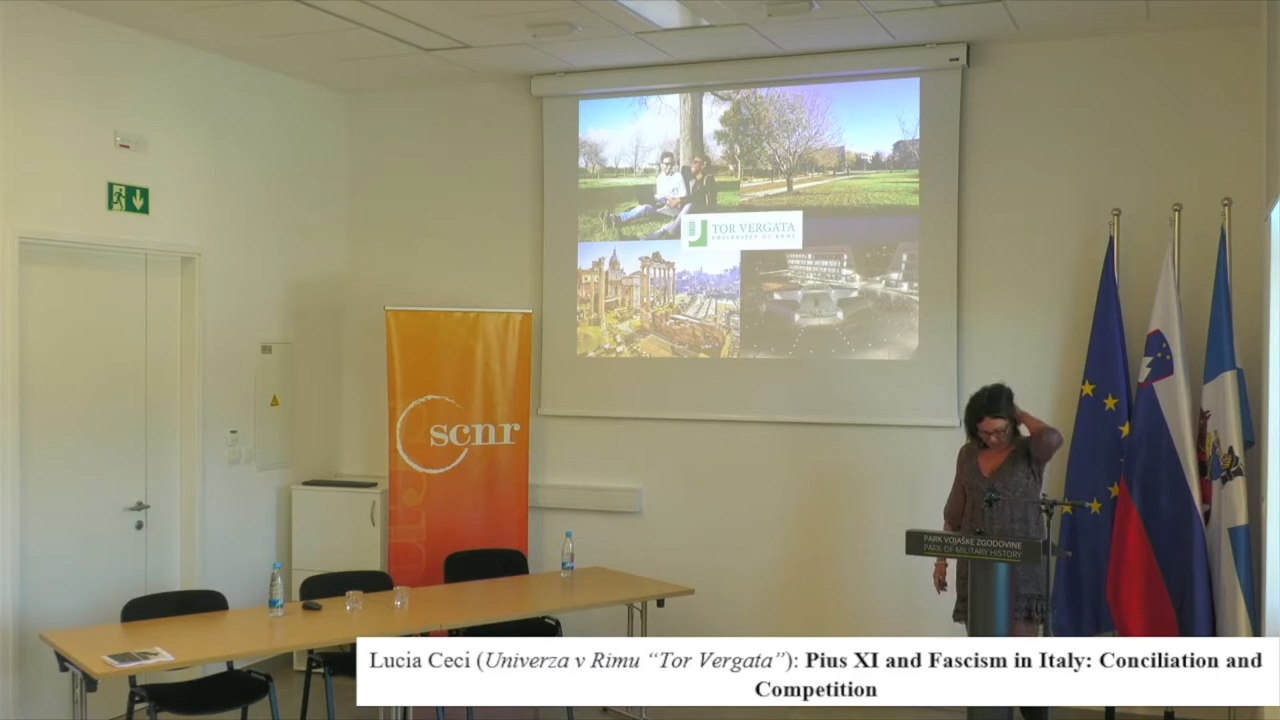 TOR VERGATA
UNIVERSITY OF ROME
scnr
PARK VOJAŠKE ZGODOVINE
PARK OF MILITARY HISTORY
Lucia Ceci (Univerza v Rimu “Tor Vergata”): Pius XI and Fascism in Italy: Conciliation and
Competition